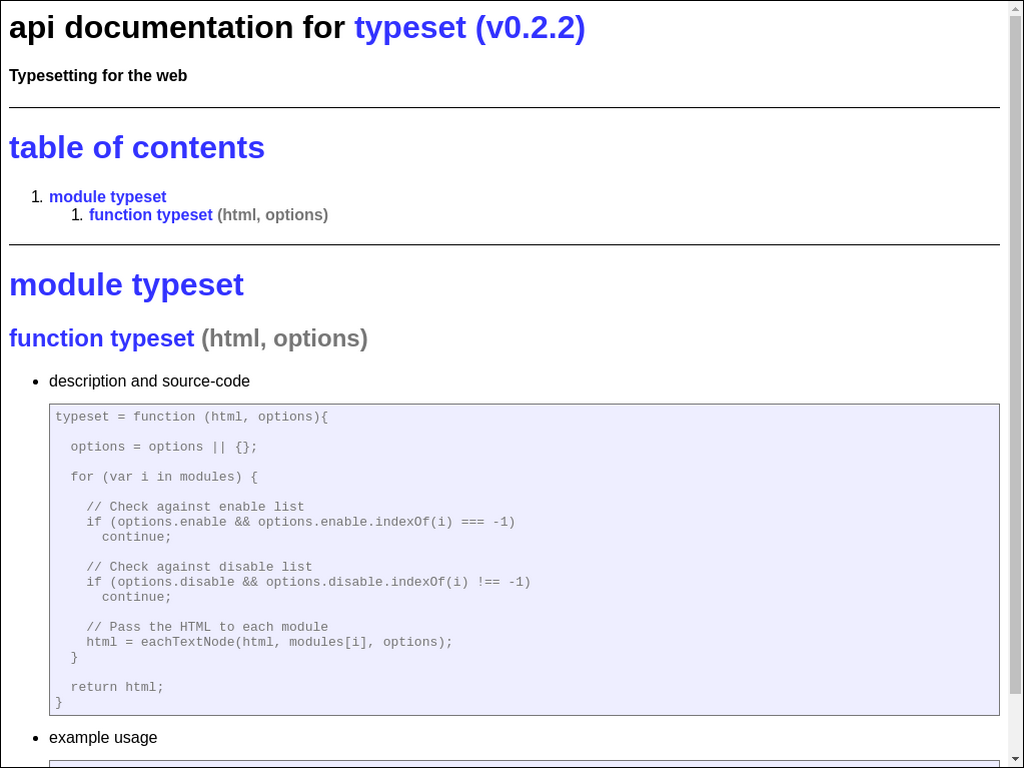 api documentation for typeset (v0.2.2)
Typesetting for the web
table of contents
1. module typeset
1. function typeset (html, options)
module typeset
function typeset (html, options)
• description and source-code
typeset = function (html, options){
options = options || {};
for (var i in modules) {
// Check against enable list
if (options.enable && options.enable.indexOf(i) === -1)
continue;
// Check against disable list
if (options.disable && options.disable.indexOf(i) !== -1)
continue;
// Pass the HTML to each module
html = eachTextNode(html, modules[i], options);
}
return html;
}
• example usage